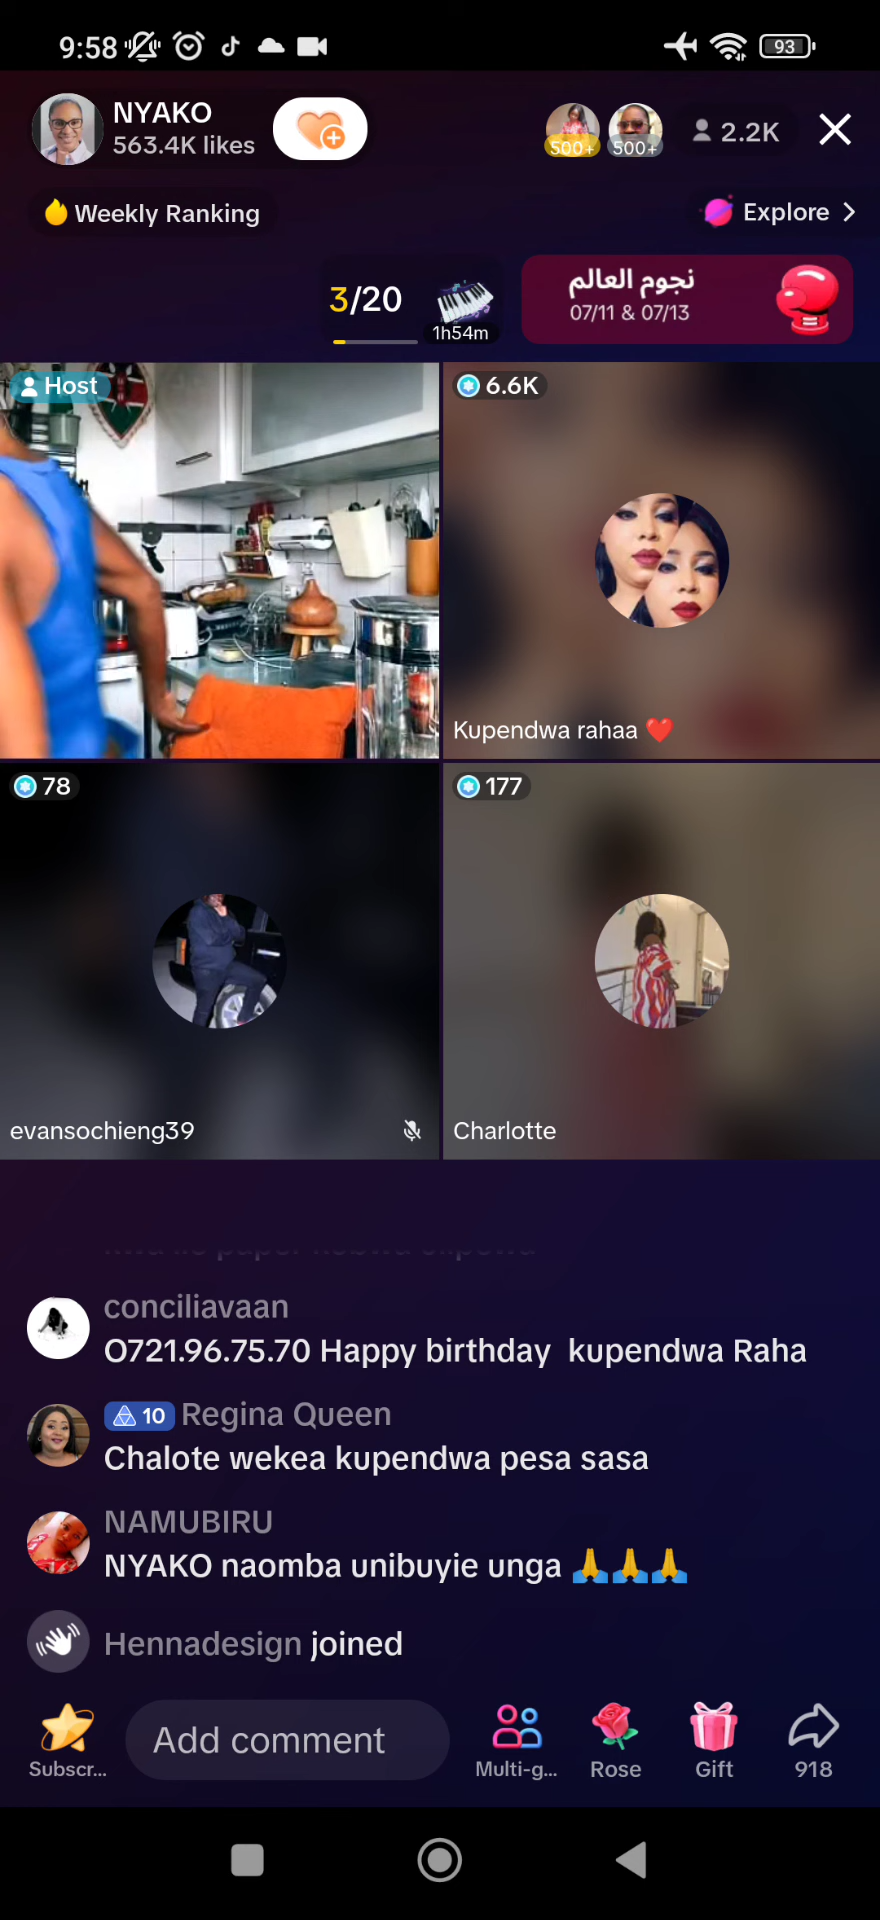 9:58
93
NYAKO
563.4K likes
500+
500+
2.2K
Weekly Ranking
Explore
3/20
1h54m
نجوم العالم
07/11 & 07/13
Host
6.6K
Kupendwa rahaa ❤️
78
177
evansochieng39
Charlotte
conciliavaan
O721.96.75.70 Happy birthday kupendwa Raha
10 Regina Queen
Chalote wekea kupendwa pesa sasa
NAMUBIRU
NYAKO naomba unibuyie unga 🙏🙏🙏
Hennadesign joined
Add comment
Subscr...
Multi-g...
Rose
Gift
918